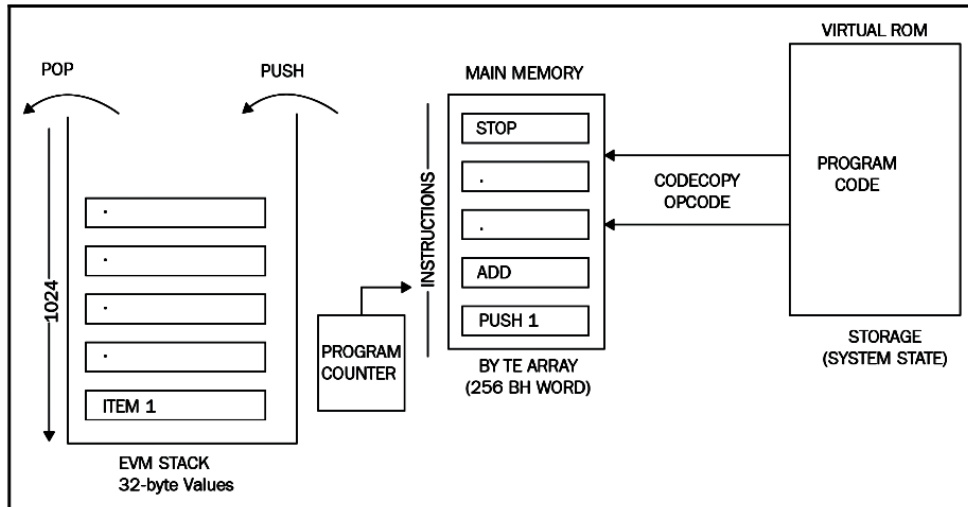 VIRTUAL ROM
POP
PUSH
MAIN MEMORY
1024
.
.
.
.
ITEM 1
EVM STACK
32-byte Values
PROGRAM
COUNTER
INSTRUCTIONS
STOP
.
.
ADD
PUSH 1
BY TE ARRAY
(256 BH WORD)
CODECOPY
OPCODE
PROGRAM
CODE
STORAGE
(SYSTEM STATE)